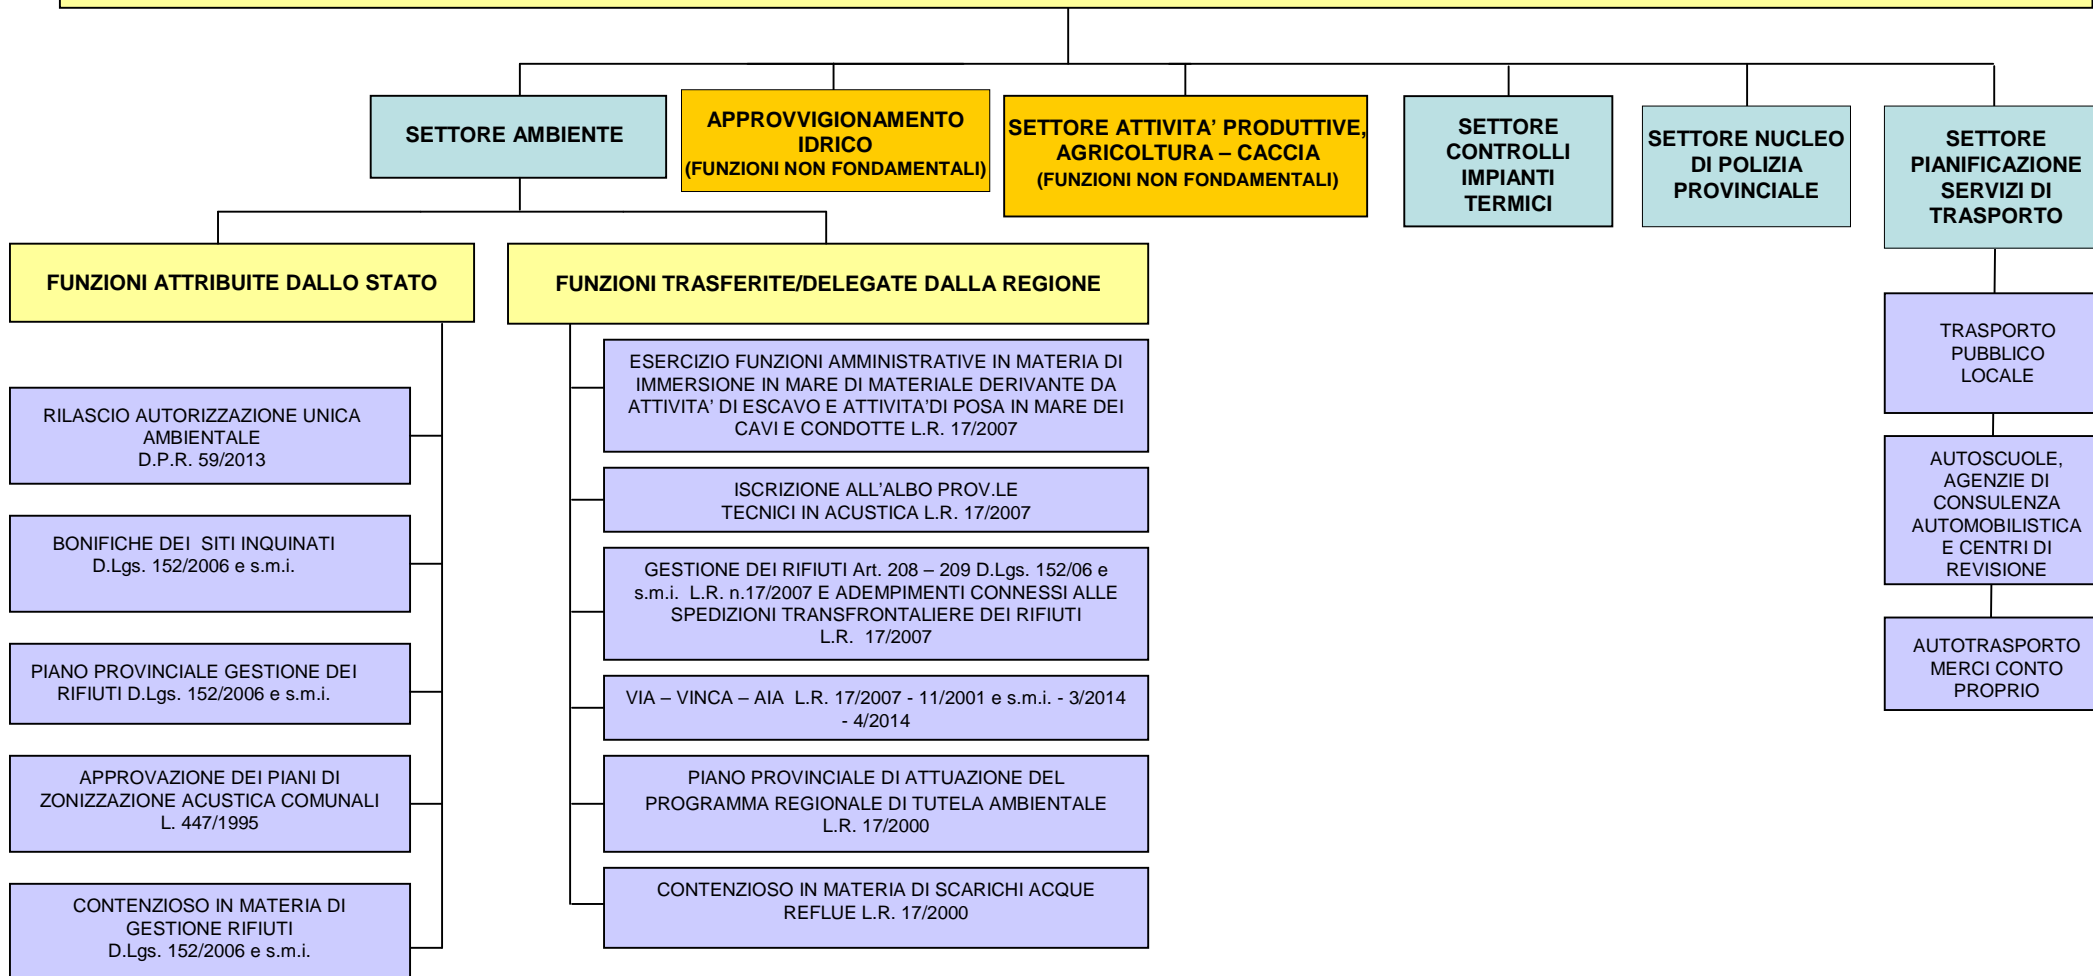 SETTORE AMBIENTE
APPROVVIGIONAMENTO
IDRICO
(FUNZIONI NON FONDAMENTALI)
SETTORE ATTIVITA’ PRODUTTIVE,
AGRICOLTURA – CACCIA
(FUNZIONI NON FONDAMENTALI)
SETTORE
CONTROLLI
IMPIANTI
TERMICI
SETTORE NUCLEO
DI POLIZIA
PROVINCIALE
SETTORE
PIANIFICAZIONE
SERVIZI DI
TRASPORTO
FUNZIONI ATTRIBUITE DALLO STATO
RILASCIO AUTORIZZAZIONE UNICA
AMBIENTALE
D.P.R. 59/2013
BONIFICHE DEI SITI INQUINATI
D.Lgs. 152/2006 e s.m.i.
PIANO PROVINCIALE GESTIONE DEI
RIFIUTI D.Lgs. 152/2006 e s.m.i.
APPROVAZIONE DEI PIANI DI
ZONIZZAZIONE ACUSTICA COMUNALI
L. 447/1995
CONTENZIOSO IN MATERIA DI
GESTIONE RIFIUTI
D.Lgs. 152/2006 e s.m.i.
FUNZIONI TRASFERITE/DELEGATE DALLA REGIONE
ESERCIZIO FUNZIONI AMMINISTRATIVE IN MATERIA DI
IMMERSIONE IN MARE DI MATERIALE DERIVANTE DA
ATTIVITA’ DI ESCAVO E ATTIVITA’DI POSA IN MARE DEI
CAVI E CONDOTTE L.R. 17/2007
ISCRIZIONE ALL’ALBO PROV.LE
TECNICI IN ACUSTICA L.R. 17/2007
GESTIONE DEI RIFIUTI Art. 208 – 209 D.Lgs. 152/06 e
s.m.i. L.R. n.17/2007 E ADEMPIMENTI CONNESSI ALLE
SPEDIZIONI TRANSFRONTALIERE DEI RIFIUTI
L.R. 17/2007
VIA – VINCA – AIA L.R. 17/2007 - 11/2001 e s.m.i. - 3/2014
- 4/2014
PIANO PROVINCIALE DI ATTUAZIONE DEL
PROGRAMMA REGIONALE DI TUTELA AMBIENTALE
L.R. 17/2000
CONTENZIOSO IN MATERIA DI SCARICHI ACQUE
REFLUE L.R. 17/2000
TRASPORTO
PUBBLICO
LOCALE
AUTOSCUOLE,
AGENZIE DI
CONSULENZA
AUTOMOBILISTICA
E CENTRI DI
REVISIONE
AUTOTRASPORTO
MERCI CONTO
PROPRIO